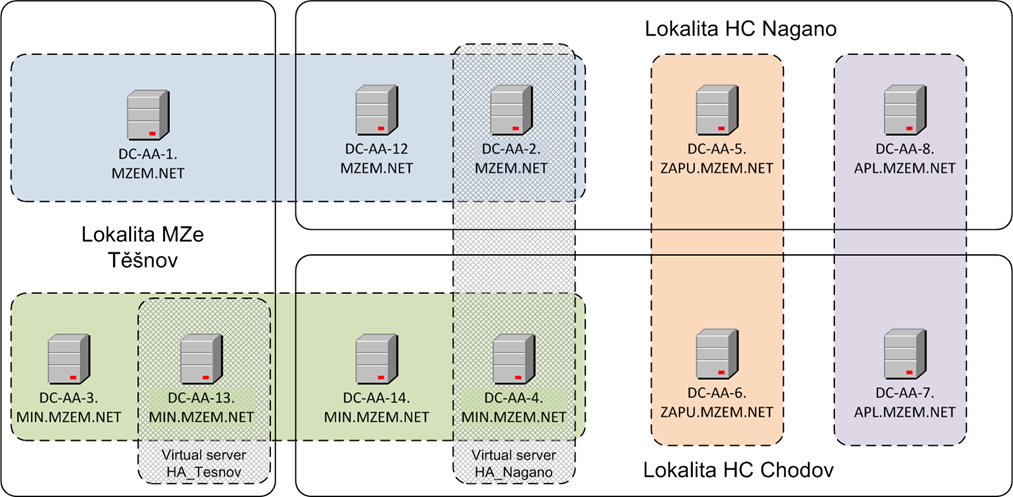 Lokalita HC Nagano
DC-AA-1.
MZEM.NET
DC-AA-12
MZEM.NET
DC-AA-2.
MZEM.NET
DC-AA-5.
ZAPU.MZEM.NET
DC-AA-8.
APL.MZEM.NET
Lokalita MZe
Těšnov
DC-AA-3.
MIN.MZEM.NET
DC-AA-13.
MIN.MZEM.NET
DC-AA-14.
MIN.MZEM.NET
DC-AA-4.
MIN.MZEM.NET
DC-AA-6.
ZAPU.MZEM.NET
DC-AA-7.
APL.MZEM.NET
Virtual server
HA_Tesnov
Virtual server
HA_Nagano
Lokalita HC Chodov